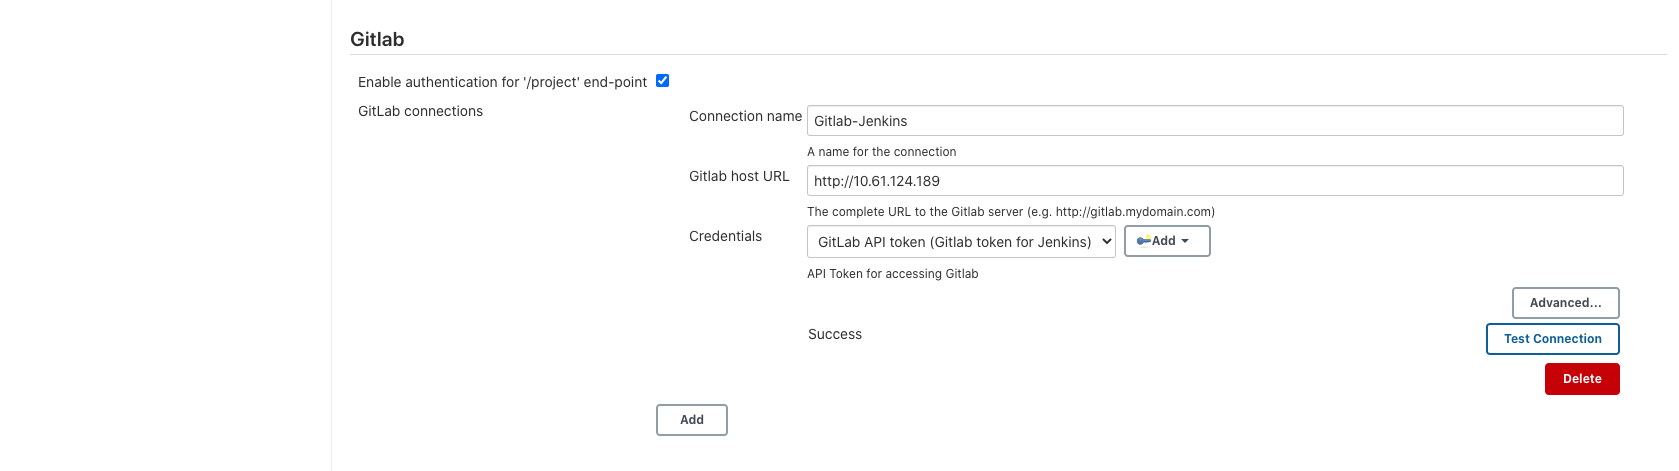 Gitlab
Enable authentication for '/project' end-point
GitLab connections
Connection name
Gitlab-Jenkins
A name for the connection
Gitlab host URL
http://10.61.124.189
The complete URL to the Gitlab server (e.g. http://gitlab.mydomain.com)
Credentials
GitLab API token (Gitlab token for Jenkins)
Add
API Token for accessing Gitlab
Advanced...
Success
Test Connection
Delete
Add